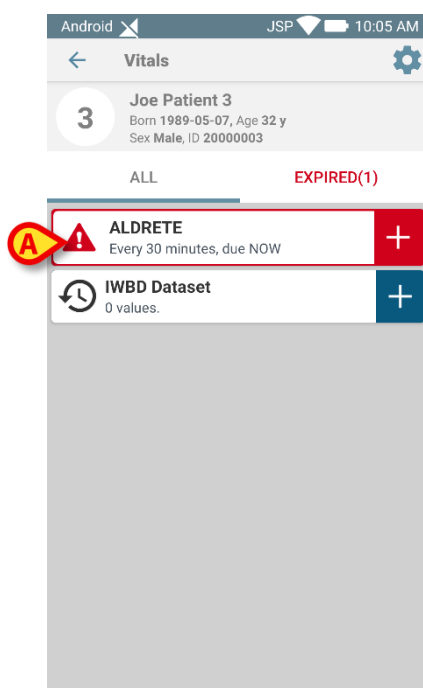 Android JSP 10:05 AM
Vitals
3
Joe Patient 3
Born 1989-05-07, Age 32 y
Sex Male, ID 20000003
ALL EXPIRED(1)
A
ALDRETE
Every 30 minutes, due NOW
+
IWBD Dataset
0 values.
+